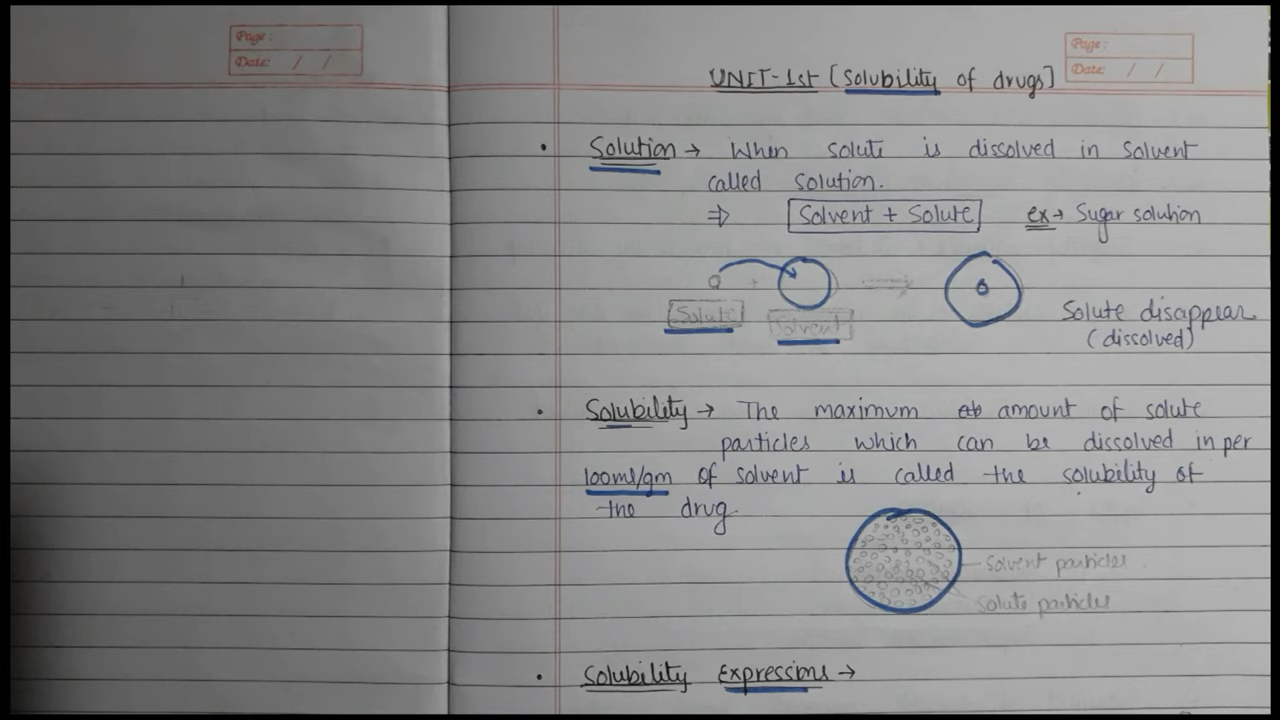 Page:
Date: / /
Page:
Date: / /
UNIT-1st [Solubility of drugs]
• Solution → When solute is dissolved in solvent
called solution.
⇒ Solvent + Solute ex→ Sugar solution
Solute
Solvent
Solute disappear
(dissolved)
• Solubility → The maximum amount of solute
particles which can be dissolved in per
100ml/gm of solvent is called the solubility of
the drug
solvent particles
solute particles
• Solubility Expressions →